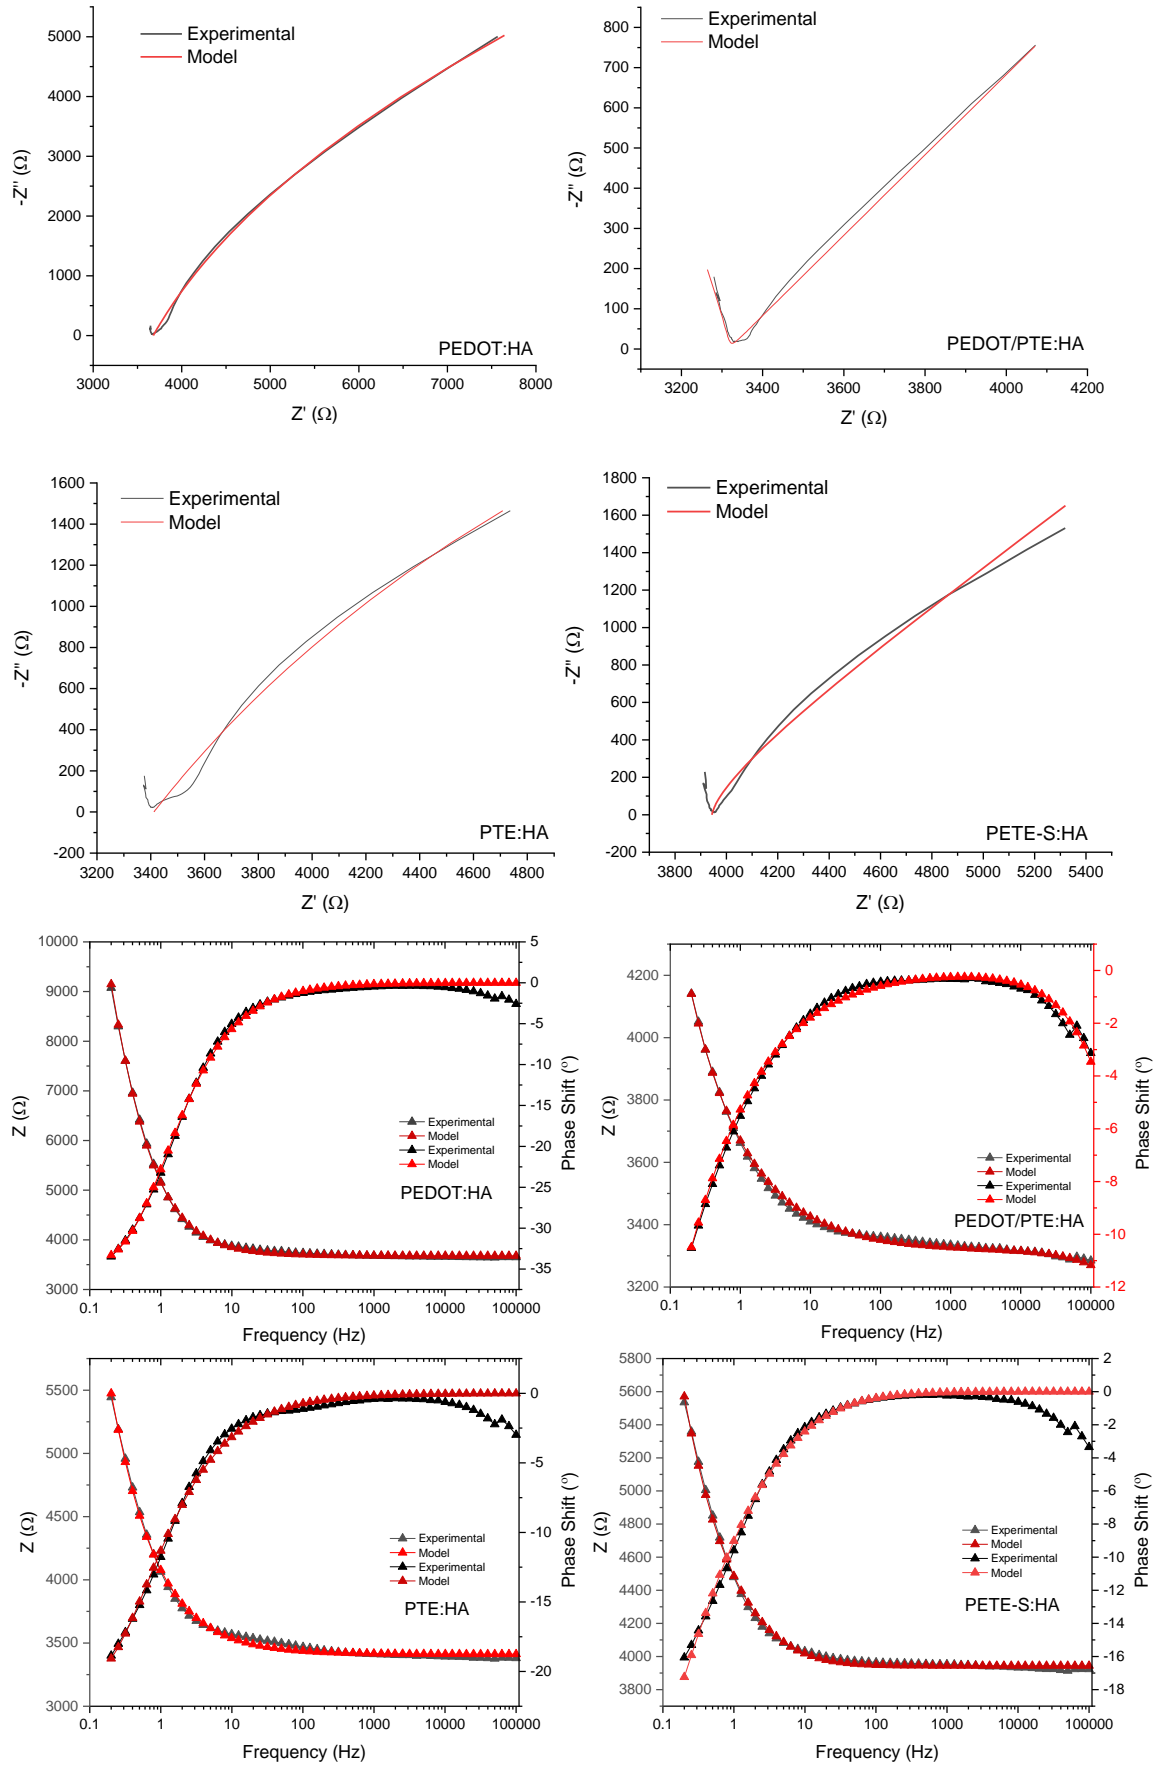 Experimental
Model
5000
4000
3000
2000
1000
0
-Z'' (Ω)
PEDOT:HA
3000 4000 5000 6000 7000 8000
Z' (Ω)
Experimental
Model
800
700
600
500
400
300
200
100
0
-Z'' (Ω)
PEDOT/PTE:HA
3200 3400 3600 3800 4000 4200
Z' (Ω)
Experimental
Model
1600
1400
1200
1000
800
600
400
200
0
-200
-Z'' (Ω)
PTE:HA
3200 3400 3600 3800 4000 4200 4400 4600 4800
Z' (Ω)
Experimental
Model
1800
1600
1400
1200
1000
800
600
400
200
0
-200
-Z'' (Ω)
PETE-S:HA
3800 4000 4200 4400 4600 4800 5000 5200 5400
Z' (Ω)
10000
9000
8000
7000
6000
5000
4000
3000
Z (Ω)
5
0
-5
-10
-15
-20
-25
-30
-35
Phase Shift (º)
Experimental
Model
Experimental
Model
PEDOT:HA
0.1 1 10 100 1000 10000 100000
Frequency (Hz)
4200
4000
3800
3600
3400
3200
Z (Ω)
0
-2
-4
-6
-8
-10
-12
Phase Shift (º)
Experimental
Model
Experimental
Model
PEDOT/PTE:HA
0.1 1 10 100 1000 10000 100000
Frequency (Hz)
5500
5000
4500
4000
3500
3000
Z (Ω)
0
-5
-10
-15
-20
Phase Shift (º)
Experimental
Model
Experimental
Model
PTE:HA
0.1 1 10 100 1000 10000 100000
Frequency (Hz)
5800
5600
5400
5200
5000
4800
4600
4400
4200
4000
3800
Z (Ω)
2
0
-2
-4
-6
-8
-10
-12
-14
-16
-18
Phase Shift (º)
Experimental
Model
Experimental
Model
PETE-S:HA
0.1 1 10 100 1000 10000 100000
Frequency (Hz)